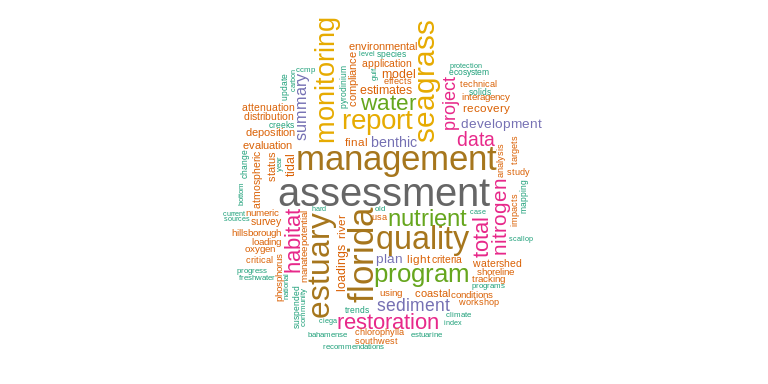 monitoring
seagrass
environmental
level species
protection
ecosystem
ccmp
carbon
update
summary
pyrodinium
compliance
application
gulf
model
effects
estimates
water
project
technical
solids
interagency
recovery
attenuation
distribution
creeks
deposition
report
development
evaluation
final
benthic
data
change
atmospheric
status
year
tidal
management
analysis
targets
study
bottom
assessment
impacts
mapping
current
sources
numeric
survey
hillsborough
loading
oxygen
critical
habitat
potential
manatee
hard
estuary
river
loadings
florida
old
usa
nutrient
quality
total
nitrogen
case
scallop
progress
freshwater
phosphorus
national
plan
light
criteria
watershed
shoreline
tracking
programs
program
suspended
community
using
coastal
conditions
workshop
trends
sediment
clega
restoration
climate
index
bahamense
chlorophylla
estuarine
southwest
recommendations